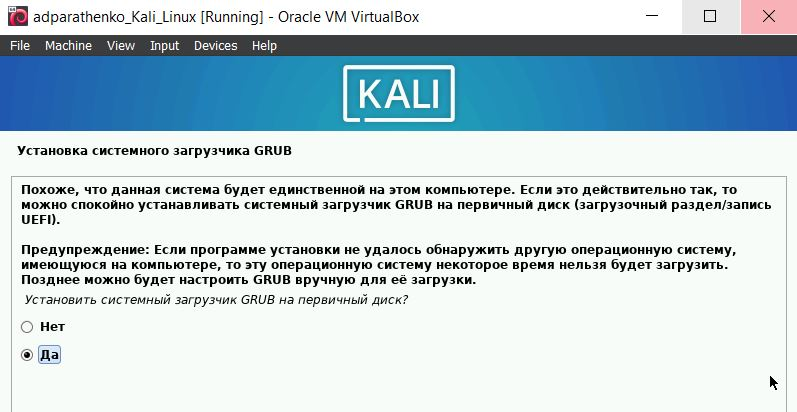 adparathenko_Kali_Linux [Running] - Oracle VM VirtualBox
File Machine View Input Devices Help
KALI
Установка системного загрузчика GRUB
Похоже, что данная система будет единственной на этом компьютере. Если это действительно так, то
можно спокойно устанавливать системный загрузчик GRUB на первичный диск (загрузочный раздел/запись
UEFI).
Предупреждение: Если программе установки не удалось обнаружить другую операционную систему,
имеющуюся на компьютере, то эту операционную систему некоторое время нельзя будет загрузить.
Позднее можно будет настроить GRUB вручную для её загрузки.
Установить системный загрузчик GRUB на первичный диск?
Нет
Да